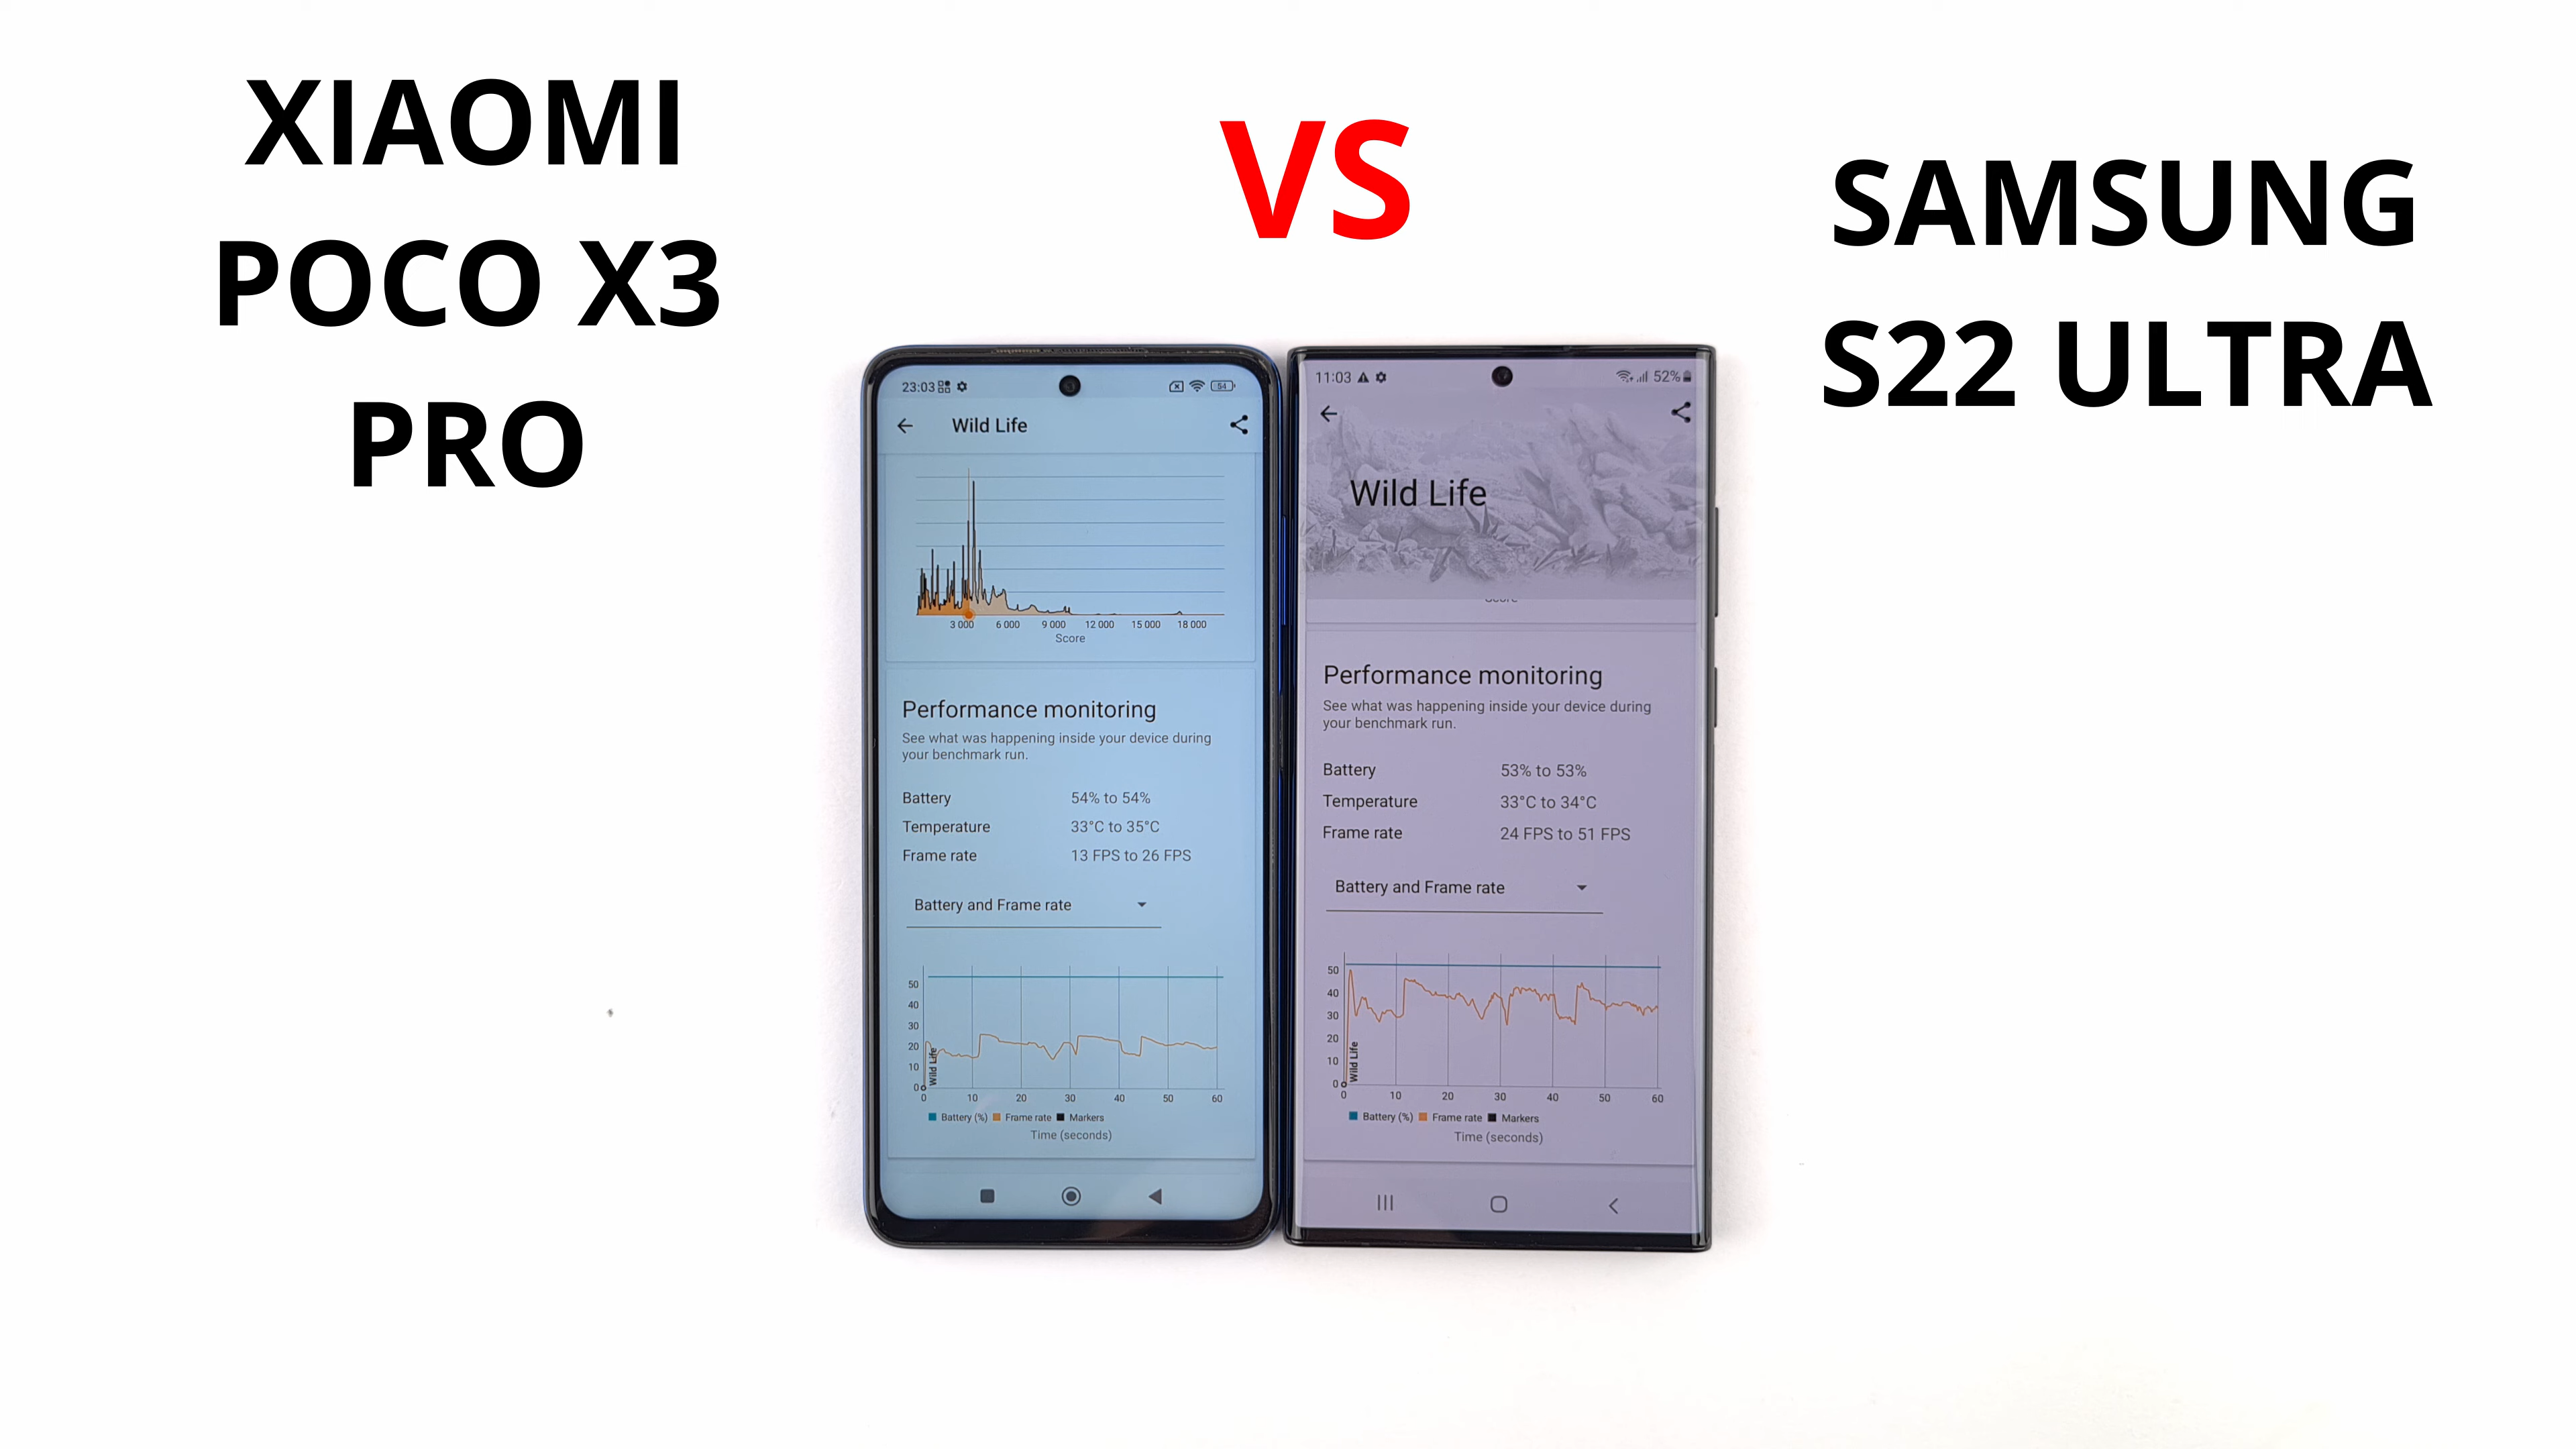 XIAOMI
POCO X3
PRO
VS
SAMSUNG
S22 ULTRA
23:03
54
Wild Life
3 000 6 000 9 000 12 000 15 000 18 000
Score
Performance monitoring
See what was happening inside your device during
your benchmark run.
Battery 54% to 54%
Temperature 33°C to 35°C
Frame rate 13 FPS to 26 FPS
Battery and Frame rate
50
40
30
20
10
0
Wild Life
0 10 20 30 40 50 60
Battery (%) Frame rate Markers
Time (seconds)
11:03
52%
Wild Life
Score
Performance monitoring
See what was happening inside your device during
your benchmark run.
Battery 53% to 53%
Temperature 33°C to 34°C
Frame rate 24 FPS to 51 FPS
Battery and Frame rate
50
40
30
20
10
0
Wild Life
0 10 20 30 40 50 60
Battery (%) Frame rate Markers
Time (seconds)